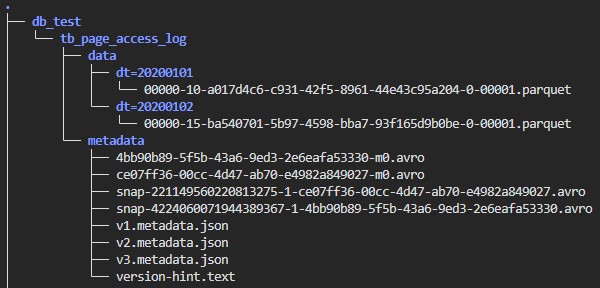 .
├── db_test
│   └── tb_page_access_log
│       ├── data
│       │   ├── dt=20200101
│       │   │   └── 00000-10-a017d4c6-c931-42f5-8961-44e43c95a204-0-00001.parquet
│       │   └── dt=20200102
│       │       └── 00000-15-ba540701-5b97-4598-bba7-93f165d9b0be-0-00001.parquet
│       └── metadata
│           ├── 4bb90b89-5f5b-43a6-9ed3-2e6eafa53330-m0.avro
│           ├── ce07ff36-00cc-4d47-ab70-e4982a849027-m0.avro
│           ├── snap-221149560220813275-1-ce07ff36-00cc-4d47-ab70-e4982a849027.avro
│           ├── snap-4224060071944389367-1-4bb90b89-5f5b-43a6-9ed3-2e6eafa53330.avro
│           ├── v1.metadata.json
│           ├── v2.metadata.json
│           ├── v3.metadata.json
│           └── version-hint.text